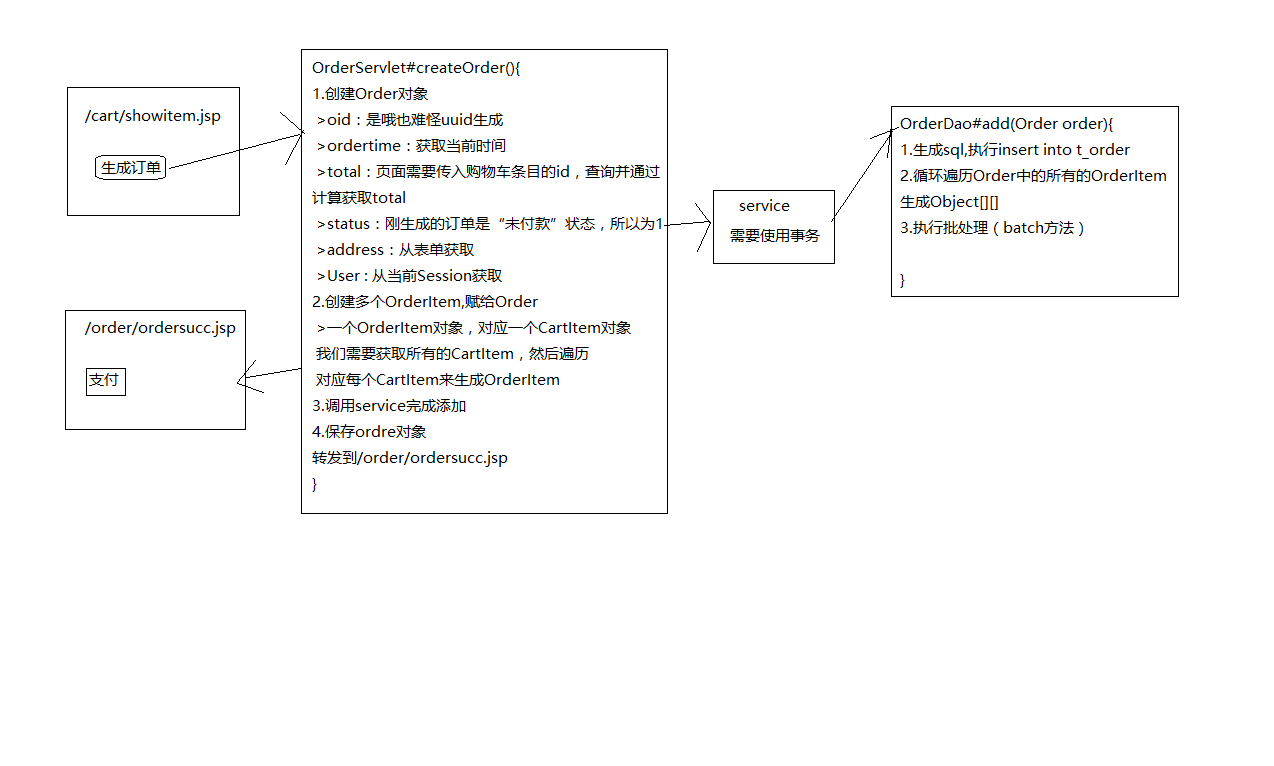 /cart/showitem.jsp
生成订单
/order/ordersucc.jsp
支付
OrderServlet#createOrder(){
1.创建Order对象
>oid：是哦也难怪uuid生成
>ordertime：获取当前时间
>total：页面需要传入购物车条目的id，查询并通过
计算获取total
>status：刚生成的订单是“未付款”状态，所以为1
>address：从表单获取
>User : 从当前Session获取
2.创建多个OrderItem,赋给Order
>一个OrderItem对象，对应一个CartItem对象
我们需要获取所有的CartItem，然后遍历
对应每个CartItem来生成OrderItem
3.调用service完成添加
4.保存ordre对象
转发到/order/ordersucc.jsp
}
service
需要使用事务
OrderDao#add(Order order){
1.生成sql,执行insert into t_order
2.循环遍历Order中的所有的OrderItem
生成Object[][]
3.执行批处理（batch方法）
}